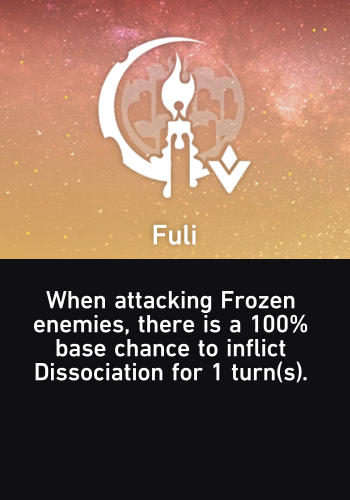 Fuli
When attacking Frozen
enemies, there is a 100%
base chance to inflict
Dissociation for 1 turn(s).